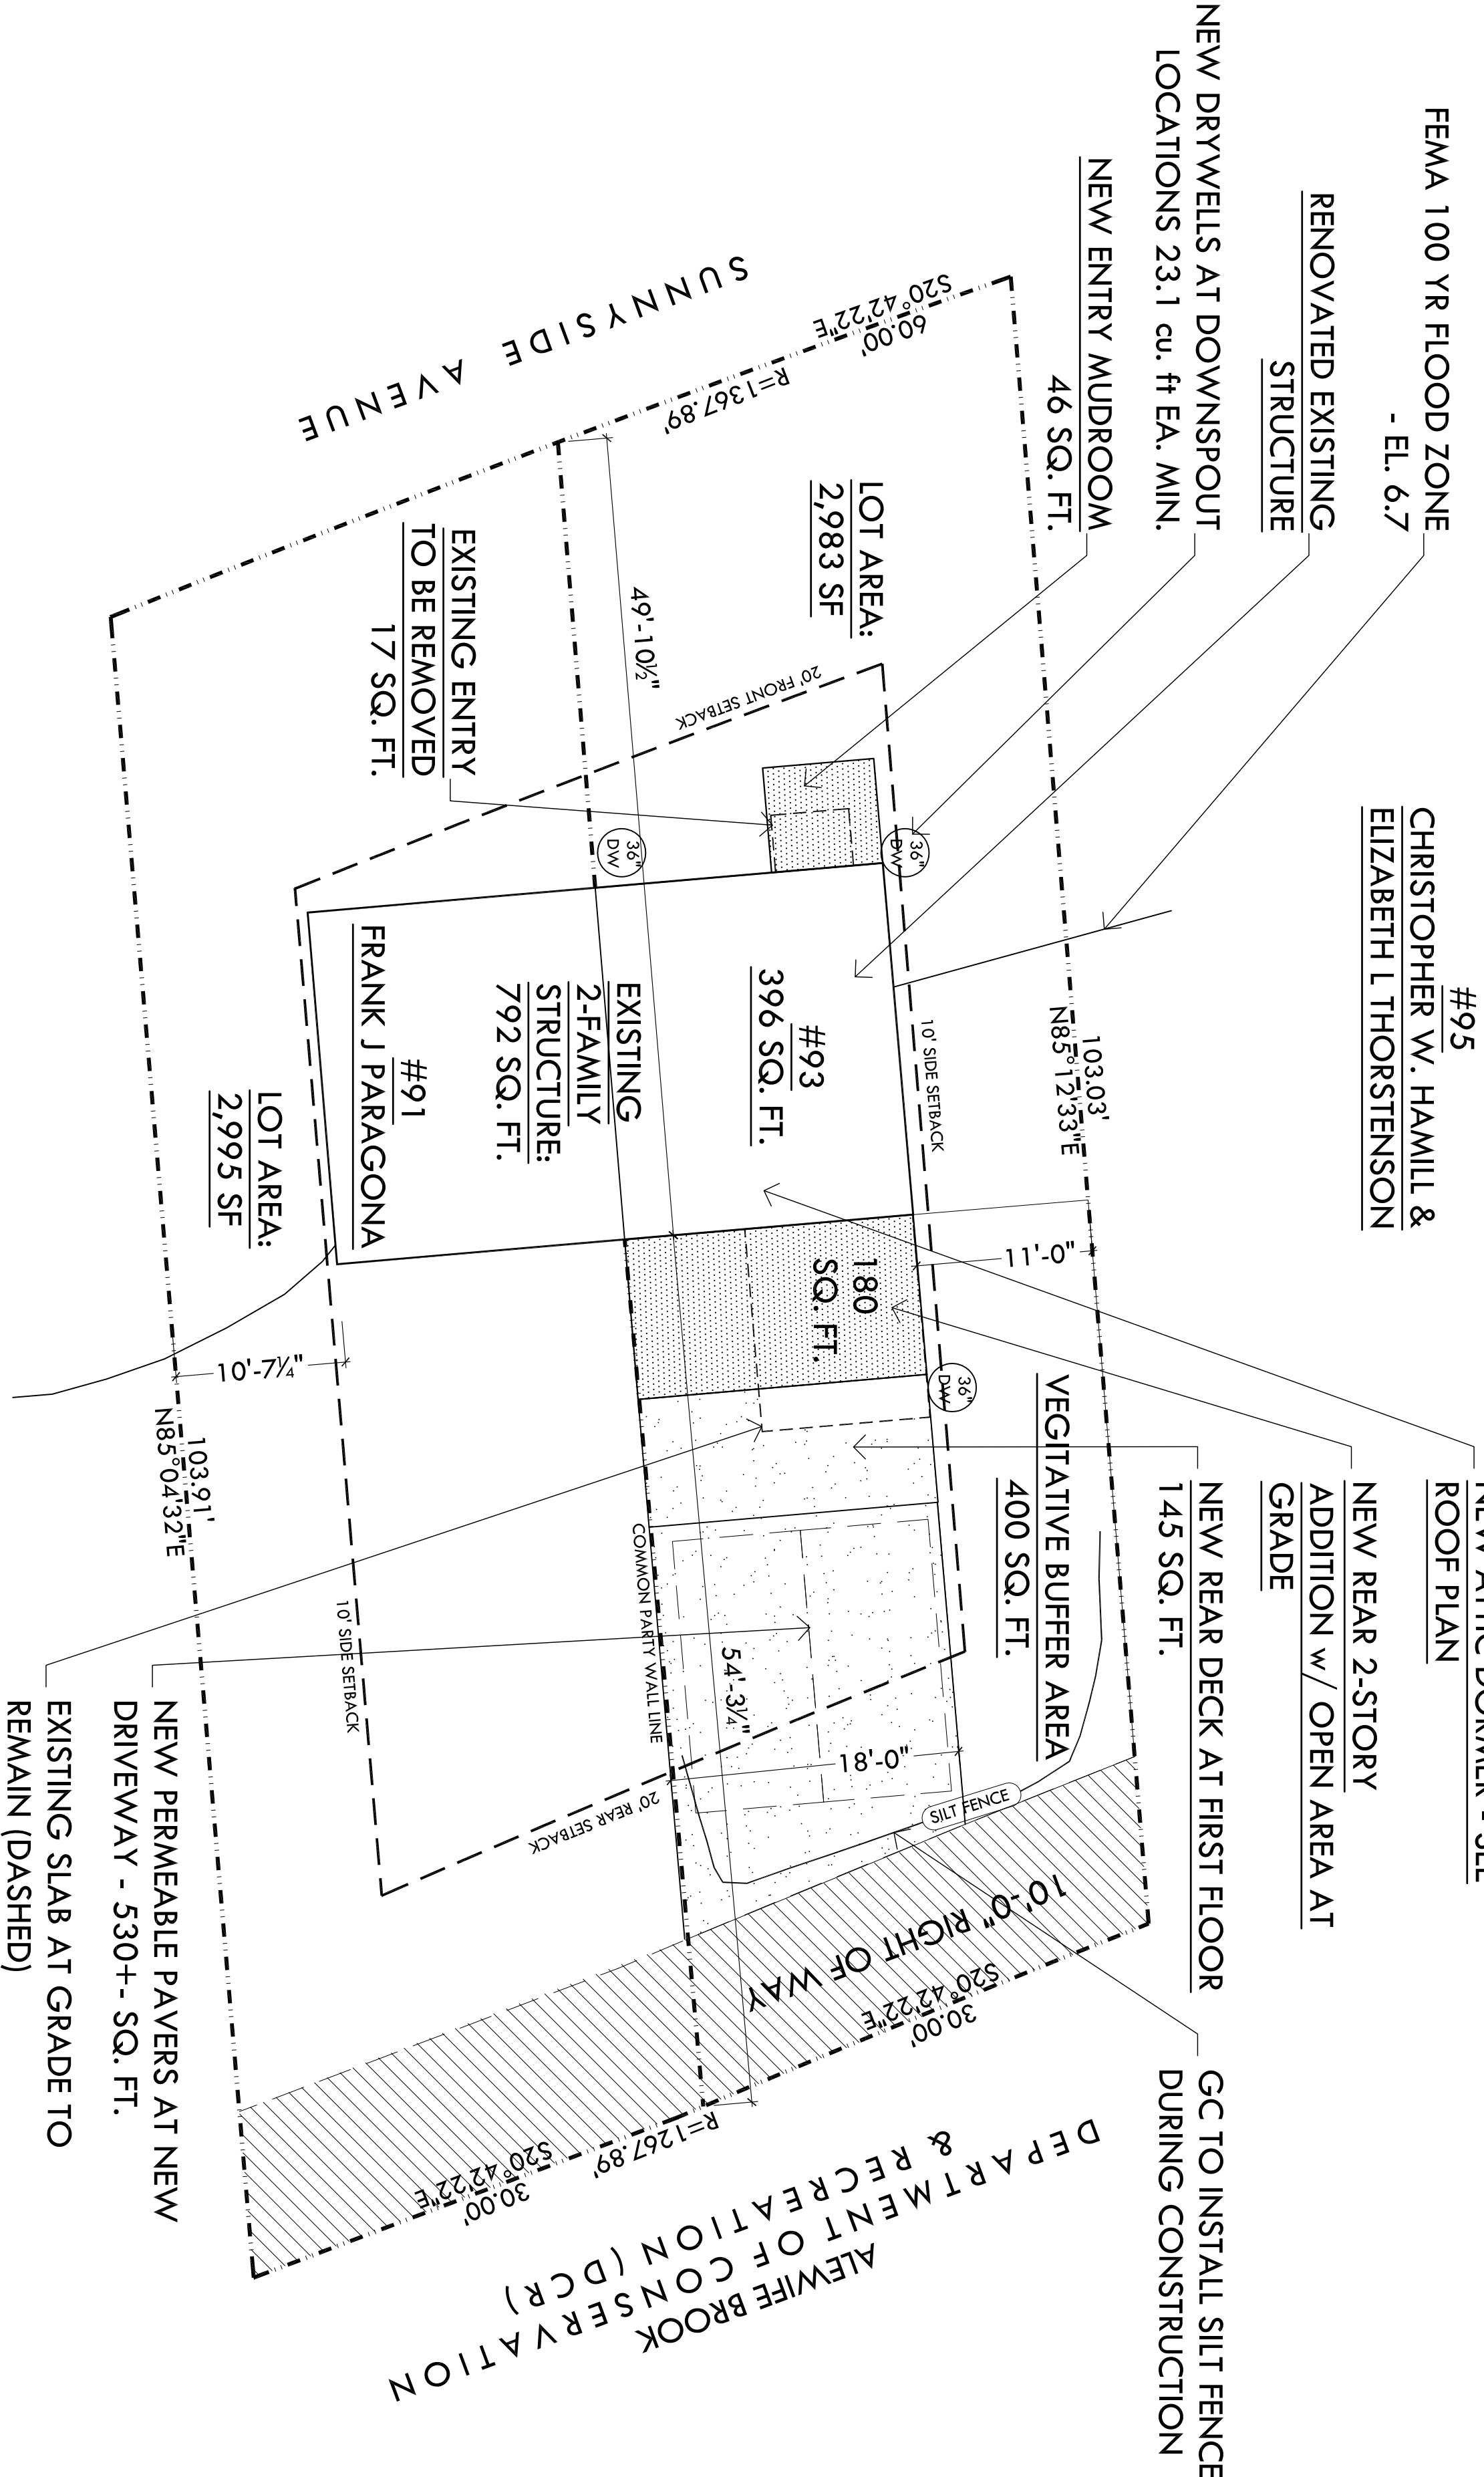 FEMA 100 YR FLOOD ZONE
- EL. 6.7
RENOVATED EXISTING
STRUCTURE
NEW DRYWELLS AT DOWNSPOUT
LOCATIONS 23.1 cu. ft EA. MIN.
NEW ENTRY MUDROOM
46 SQ. FT.
#95
CHRISTOPHER W. HAMILL &
ELIZABETH L THORSTENSON
NEW ATTIC DORMER - SEE
ROOF PLAN
NEW REAR 2-STORY
ADDITION w/ OPEN AREA AT
GRADE
NEW REAR DECK AT FIRST FLOOR
145 SQ. FT.
GC TO INSTALL SILT FENCE
DURING CONSTRUCTION
VEGITATIVE BUFFER AREA
400 SQ. FT.
S20°42'22"E
60.00'
R=1367.89'
SUNNYSIDE AVENUE
103.03'
N85°12'33"E
10' SIDE SETBACK
11'-0"
LOT AREA:
2,983 SF
20' FRONT SETBACK
49'-10½"
36"
DW
36"
DW
36"
DW
#93
396 SQ. FT.
180
SQ. FT.
EXISTING
2-FAMILY
STRUCTURE:
792 SQ. FT.
EXISTING ENTRY
TO BE REMOVED
17 SQ. FT.
#91
FRANK J PARAGONA
LOT AREA:
2,995 SF
COMMON PARTY WALL LINE
54'-3¼"
18'-0"
SILT FENCE
20' REAR SETBACK
10'-0" RIGHT OF WAY
S20°42'22"E
30.00'
R=1267.89'
S20°42'22"E
30.00'
10'-7¼"
10' SIDE SETBACK
103.91'
N85°04'32"E
DEPARTMENT OF CONSERVATION
& RECREATION (DCR)
ALEWIFE BROOK
NEW PERMEABLE PAVERS AT NEW
DRIVEWAY - 530+- SQ. FT.
EXISTING SLAB AT GRADE TO
REMAIN (DASHED)